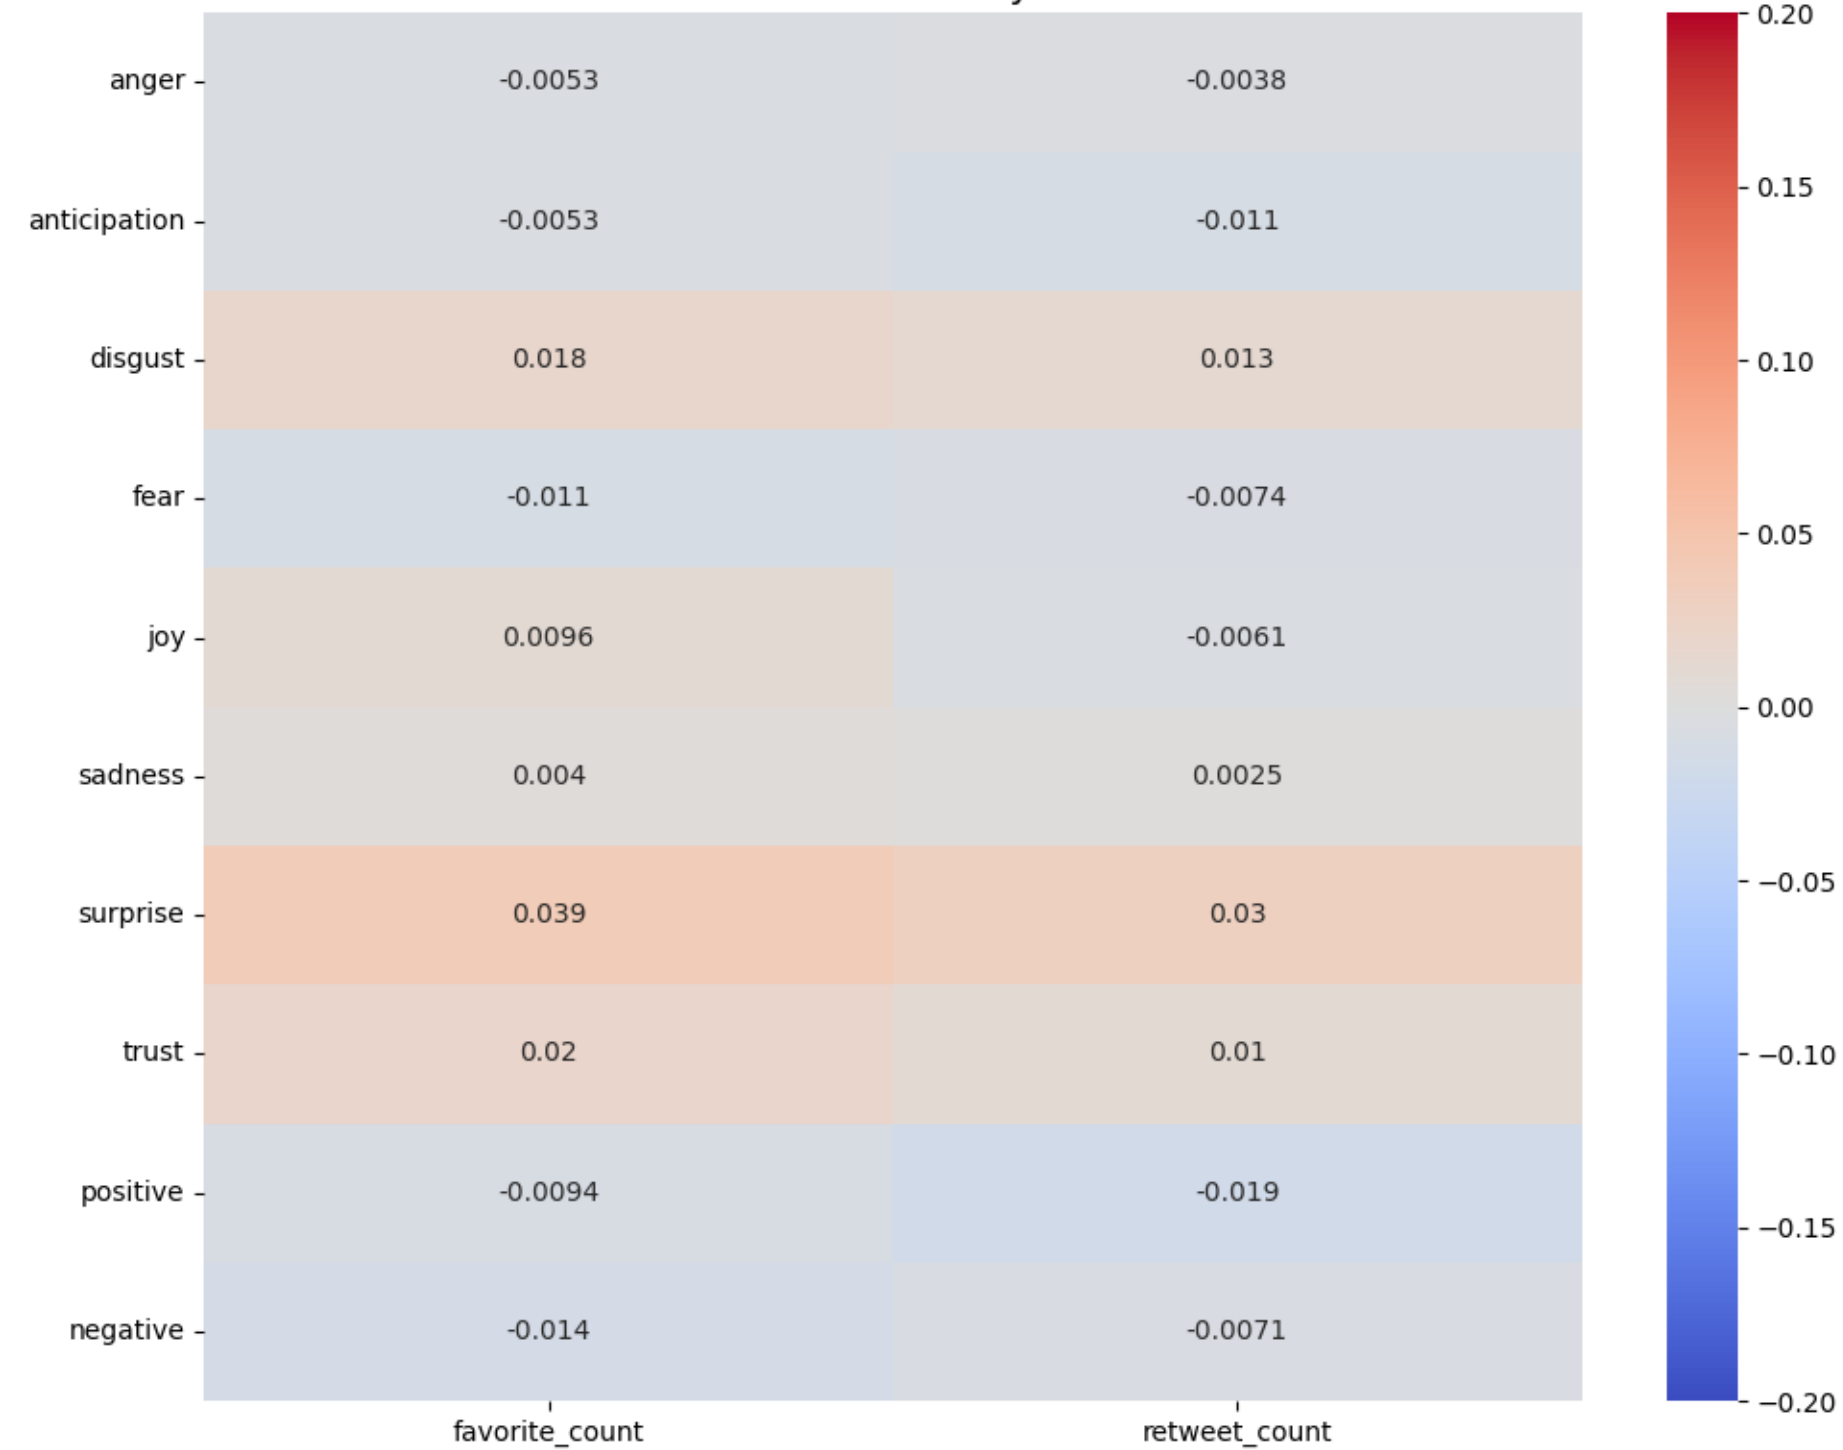 anger -0.0053 -0.0038
anticipation -0.0053 -0.011
disgust 0.018 0.013
fear -0.011 -0.0074
joy 0.0096 -0.0061
sadness 0.004 0.0025
surprise 0.039 0.03
trust 0.02 0.01
positive -0.0094 -0.019
negative -0.014 -0.0071
favorite_count retweet_count
0.20
0.15
0.10
0.05
0.00
−0.05
−0.10
−0.15
−0.20